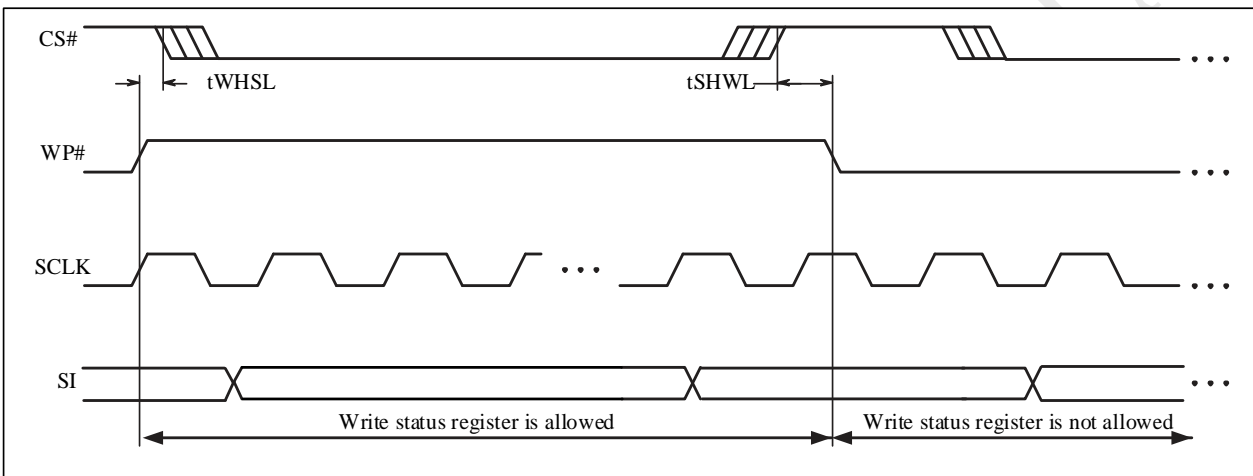 CS#
tWHSL
tSHWL
WP#
SCLK
SI
Write status register is allowed
Write status register is not allowed